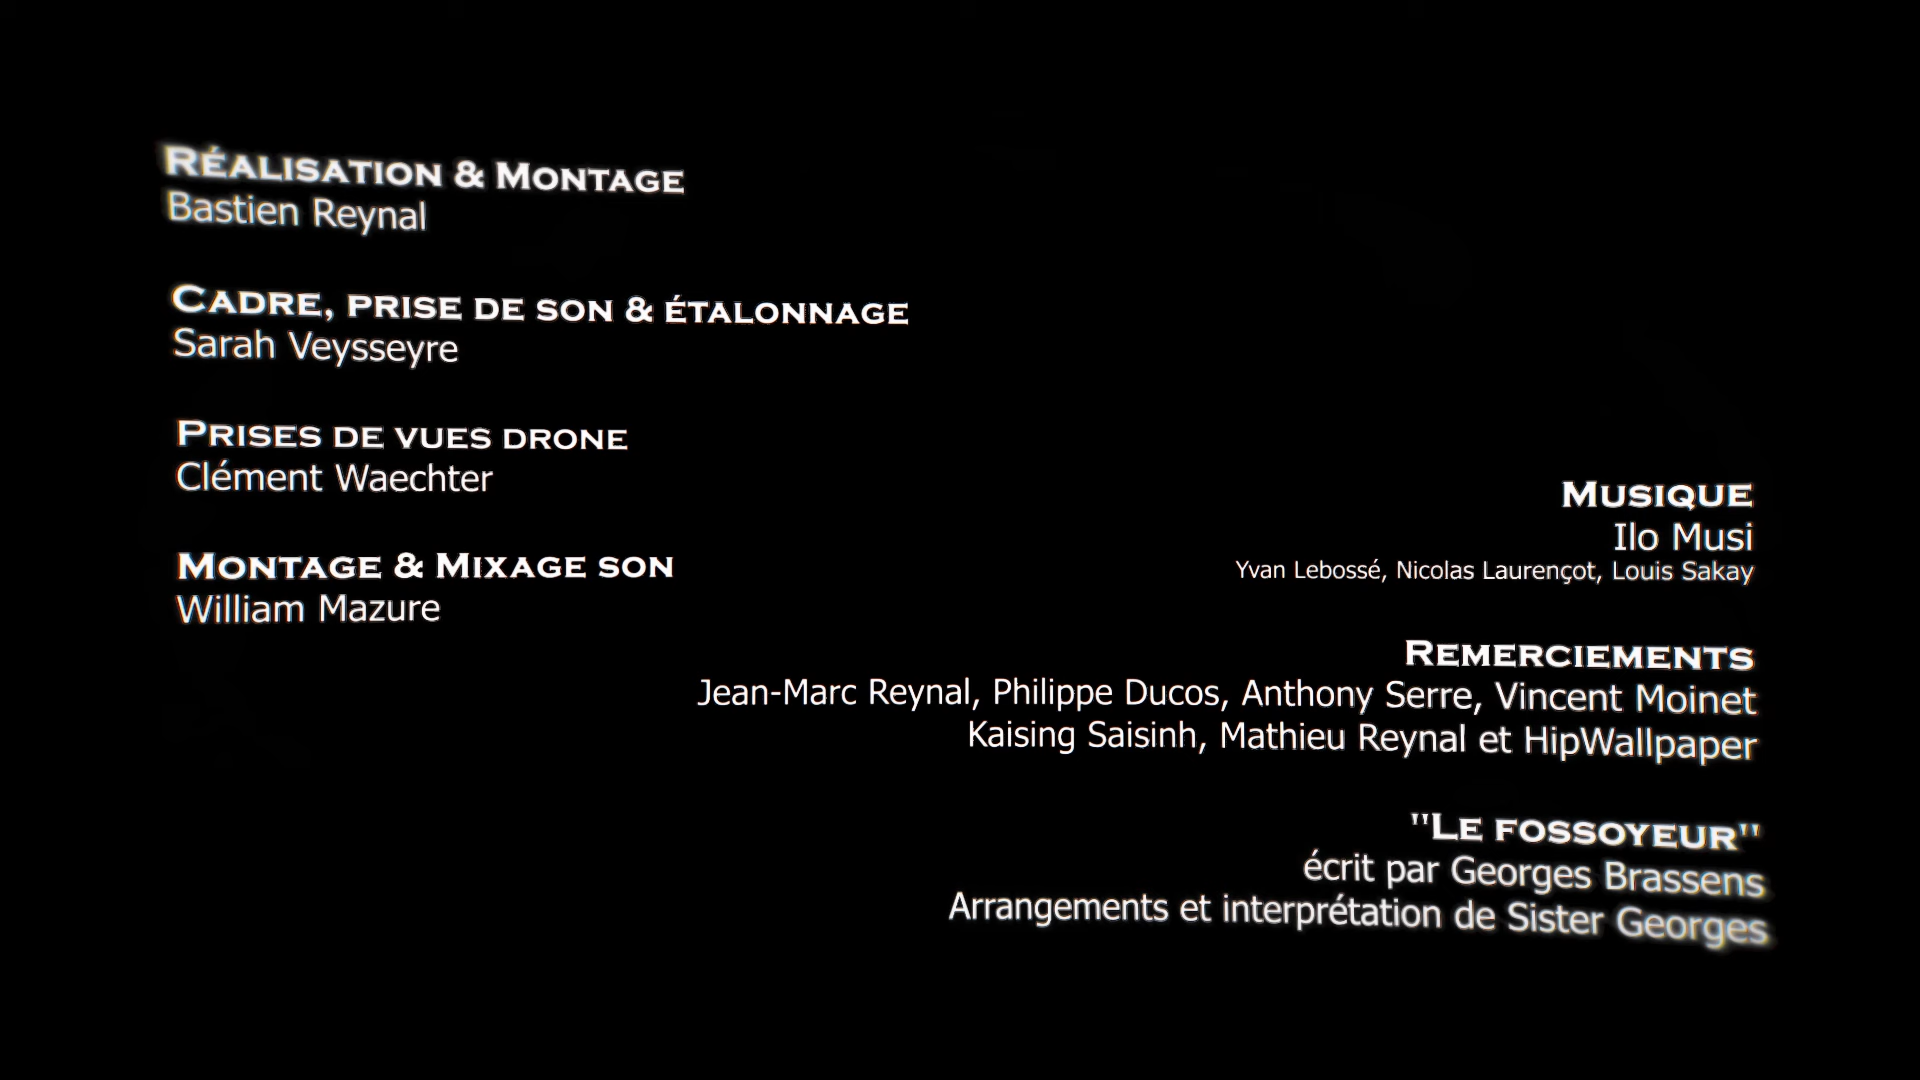 Réalisation & Montage
Bastien Reynal
Cadre, prise de son & étalonnage
Sarah Veysseyre
Prises de vues drone
Clément Waechter
Montage & Mixage son
William Mazure
Musique
Ilo Musi
Yvan Lebossé, Nicolas Laurençot, Louis Sakay
Remerciements
Jean-Marc Reynal, Philippe Ducos, Anthony Serre, Vincent Moinet
Kaising Saisinh, Mathieu Reynal et HipWallpaper
"Le fossoyeur"
écrit par Georges Brassens
Arrangements et interprétation de Sister Georges